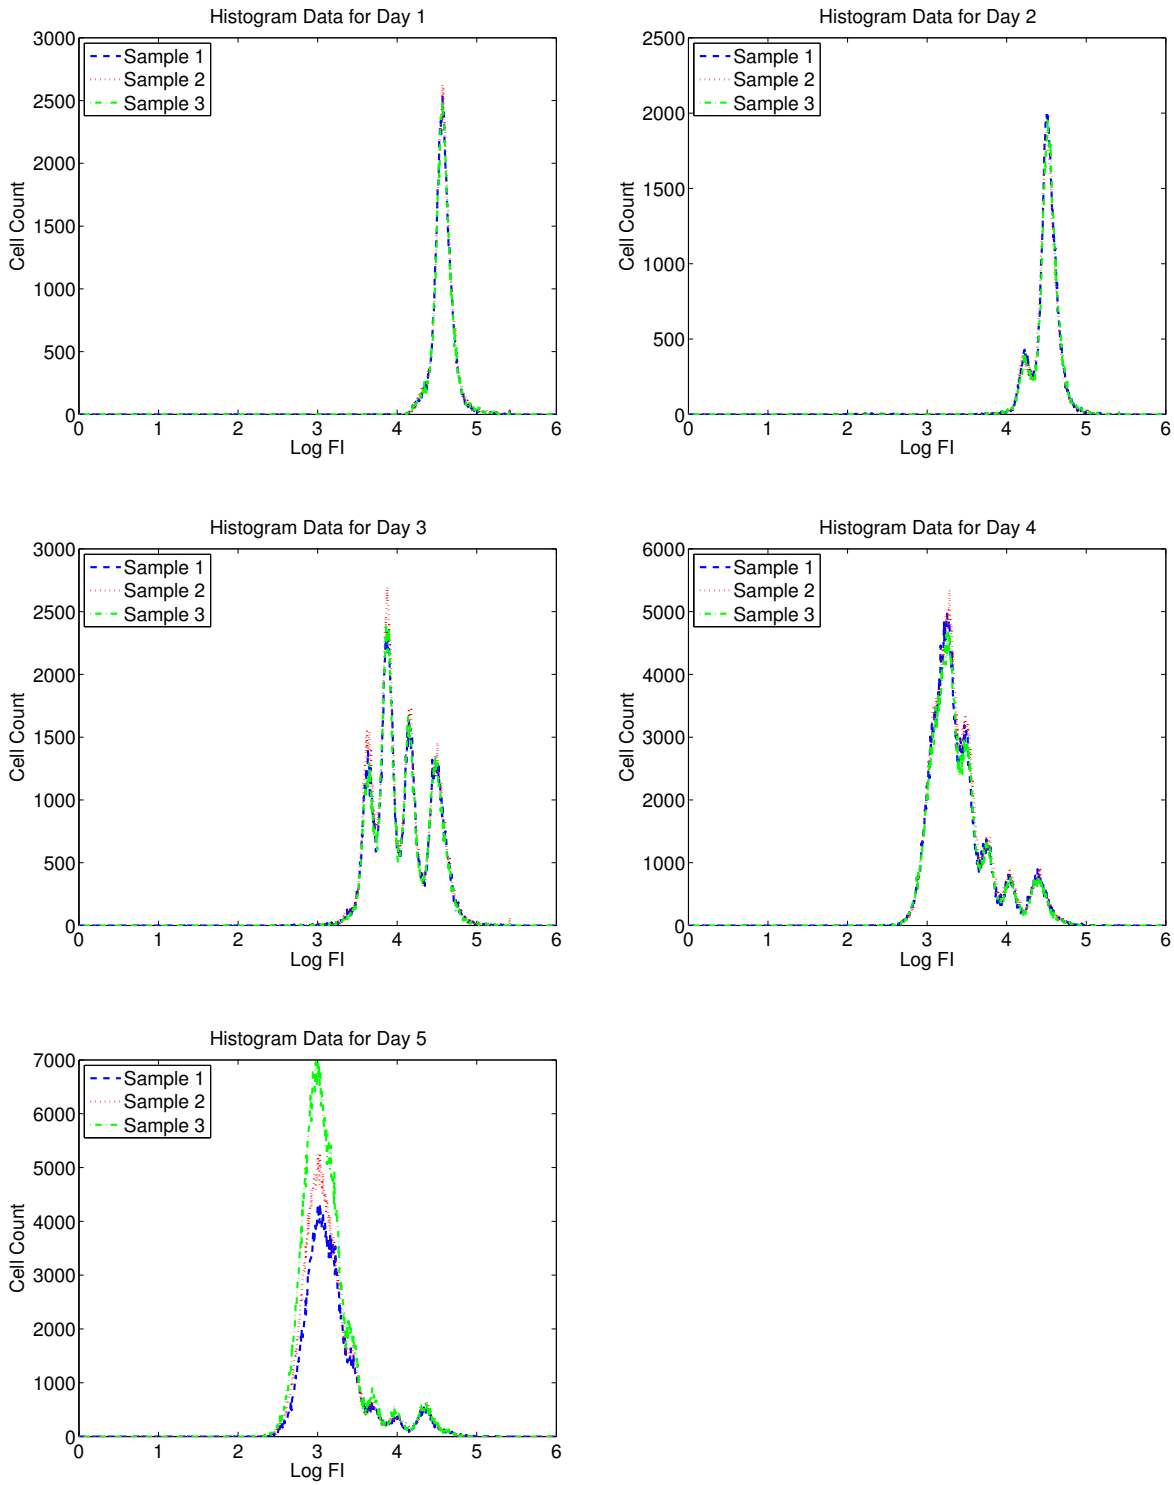 Histogram Data for Day 1
3000
2500
2000
1500
1000
500
0
Cell Count
Sample 1
Sample 2
Sample 3
0 1 2 3 4 5 6
Log FI
Histogram Data for Day 2
2500
2000
1500
1000
500
0
Cell Count
Sample 1
Sample 2
Sample 3
0 1 2 3 4 5 6
Log FI
Histogram Data for Day 3
3000
2500
2000
1500
1000
500
0
Cell Count
Sample 1
Sample 2
Sample 3
0 1 2 3 4 5 6
Log FI
Histogram Data for Day 4
6000
5000
4000
3000
2000
1000
0
Cell Count
Sample 1
Sample 2
Sample 3
0 1 2 3 4 5 6
Log FI
Histogram Data for Day 5
7000
6000
5000
4000
3000
2000
1000
0
Cell Count
Sample 1
Sample 2
Sample 3
0 1 2 3 4 5 6
Log FI